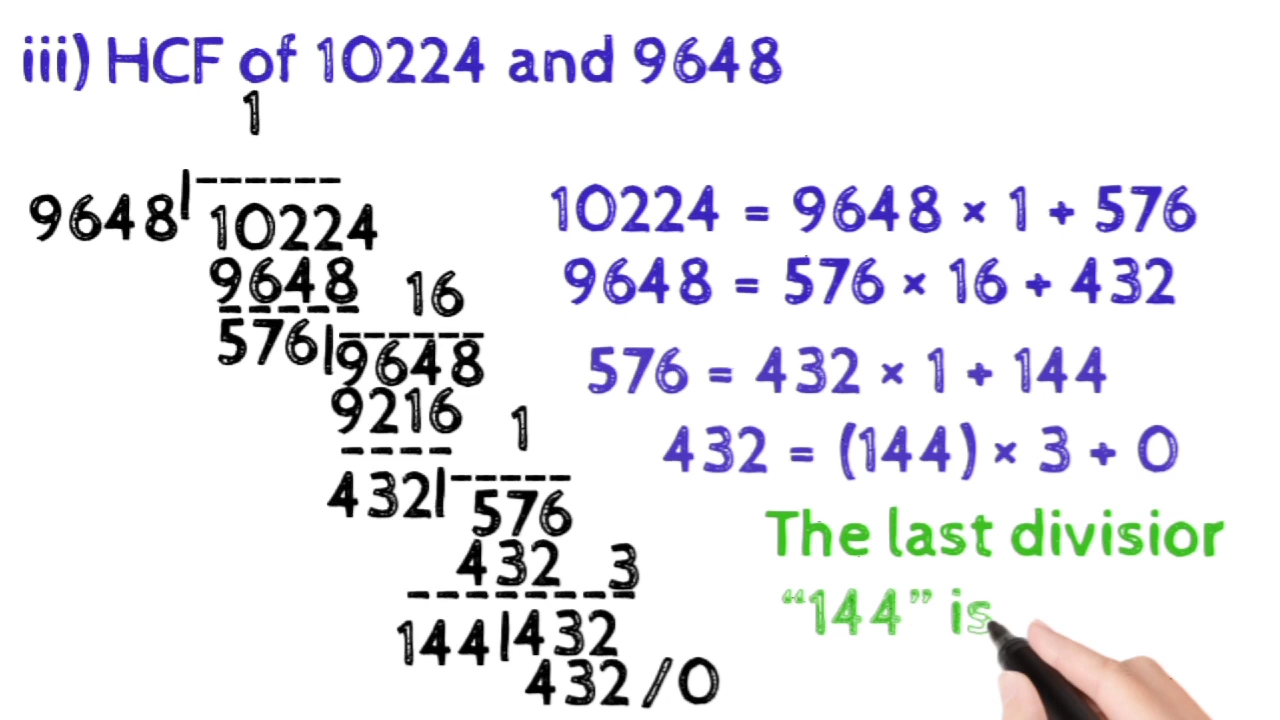 iii) HCF of 10224 and 9648
1
9648 10224
9648 16
576 9648
9216 1
432 576
432 3
144 432
432 / 0
10224 = 9648 × 1 + 576
9648 = 576 × 16 + 432
576 = 432 × 1 + 144
432 = (144) × 3 + 0
The last divisior
“144” is